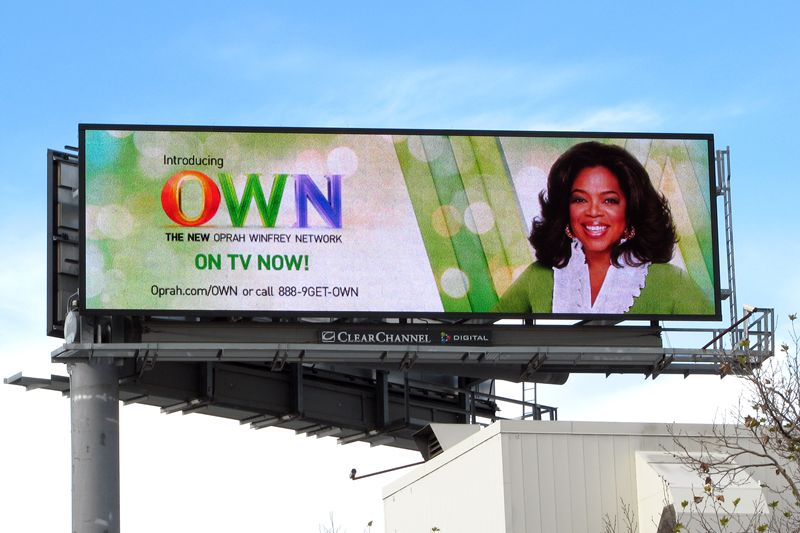 Introducing
OWN
THE NEW OPRAH WINFREY NETWORK
ON TV NOW!
Oprah.com/OWN or call 888-9GET-OWN
CLEARCHANNEL DIGITAL